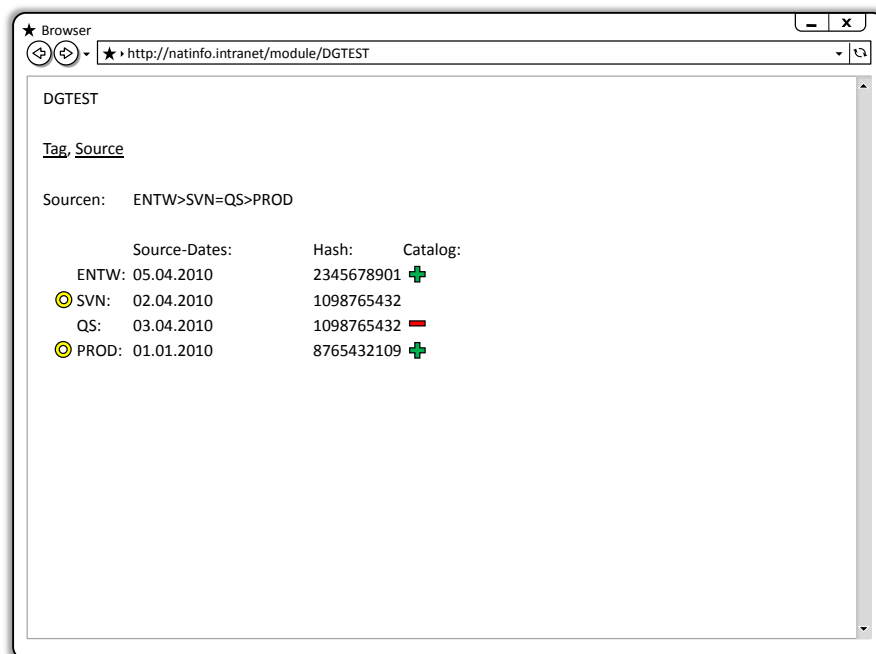 Browser
http://natinfo.intranet/module/DGTEST
DGTEST
Tag, Source
Sourcen: ENTW>SVN=QS>PROD
Source-Dates: Hash: Catalog:
ENTW: 05.04.2010 2345678901
SVN: 02.04.2010 1098765432
QS: 03.04.2010 1098765432
PROD: 01.01.2010 8765432109